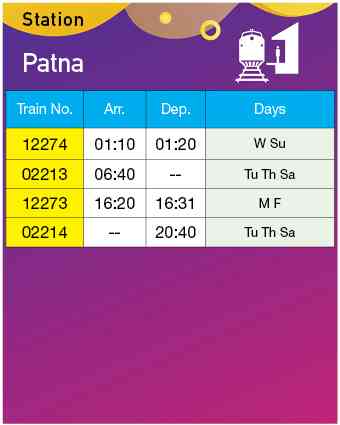 Station
Patna
Train No. Arr. Dep. Days
12274 01:10 01:20 W Su
02213 06:40 -- Tu Th Sa
12273 16:20 16:31 M F
02214 -- 20:40 Tu Th Sa